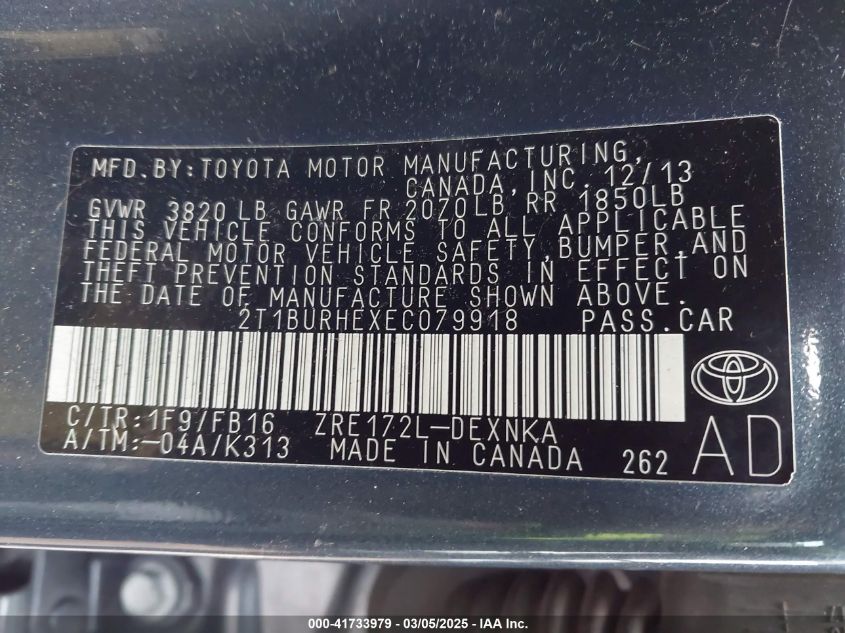 MFD.BY:TOYOTA MOTOR MANUFACTURING,
CANADA,INC. 12/13
GVWR 3820 LB GAWR FR 2070LB RR 1850LB
THIS VEHICLE CONFORMS TO ALL APPLICABLE
FEDERAL MOTOR VEHICLE SAFETY,BUMPER,AND
THEFT PREVENTION STANDARDS IN EFFECT ON
THE DATE OF MANUFACTURE SHOWN ABOVE.
2T1BURHEXEC079918 PASS.CAR
C/TR:1F9/FB16 ZRE172L-DEXNKA
A/TM:-04A/K313 MADE IN CANADA 262 AD
000-41733979 / 03/05/2025 - © IAA Inc.